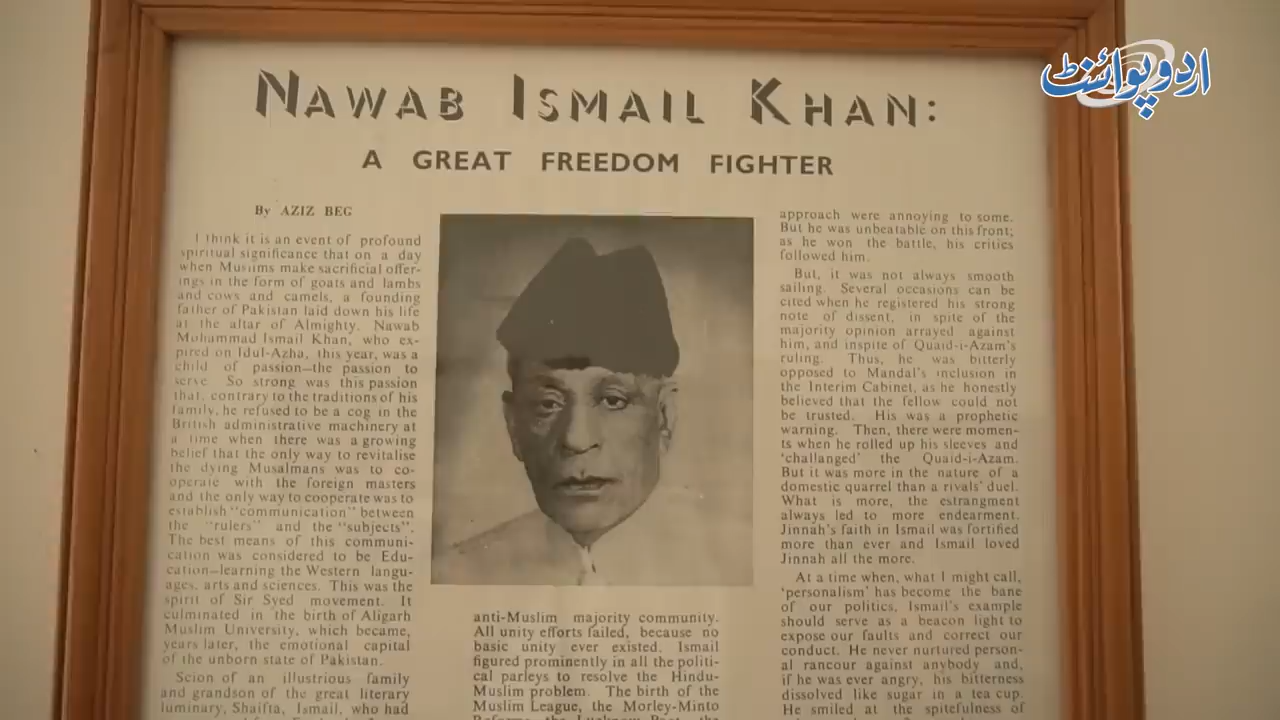 اردو پوائنٹ
NAWAB ISMAIL KHAN:
A GREAT FREEDOM FIGHTER
By AZIZ BEG
I think it is an event of profound
spiritual significance that on a day
when Muslims make sacrificial offer-
ings in the form of goats and lambs
and cows and camels, a founding
father of Pakistan laid down his life
at the altar of Almighty. Nawab
Mohammad Ismail Khan, who ex-
pired on Idul-Azha, this year, was a
child of passion—the passion to
serve. So strong was this passion
that, contrary to the traditions of his
family, he refused to be a cog in the
British administrative machinery at
a time when there was a growing
belief that the only way to revitalise
the dying Musalmans was to co-
operate with the foreign masters
and the only way to cooperate was to
establish "communication" between
the "rulers" and the "subjects".
The best means of this communi-
cation was considered to be Edu-
cation—learning the Western langu-
ages, arts and sciences. This was the
spirit of Sir Syed movement. It
culminated in the birth of Aligarh
Muslim University, which became,
years later, the emotional capital
of the unborn state of Pakistan.
Scion of an illustrious family
and grandson of the great literary
luminary, Shaifta, Ismail, who had
anti-Muslim majority community.
All unity efforts failed, because no
basic unity ever existed. Ismail
figured prominently in all the politi-
cal parleys to resolve the Hindu-
Muslim problem. The birth of the
Muslim League, the Morley-Minto
approach were annoying to some.
But he was unbeatable on this front;
as he won the battle, his critics
followed him.
But, it was not always smooth
sailing. Several occasions can be
cited when he registered his strong
note of dissent, in spite of the
majority opinion arrayed against
him, and inspite of Quaid-i-Azam's
ruling. Thus, he was bitterly
opposed to Mandal's inclusion in
the Interim Cabinet, as he honestly
believed that the fellow could not
be trusted. His was a prophetic
warning. Then, there were momen-
ts when he rolled up his sleeves and
'challanged' the Quaid-i-Azam.
But it was more in the nature of a
domestic quarrel than a rivals' duel.
What is more, the estrangment
always led to more endearment.
Jinnah's faith in Ismail was fortified
more than ever and Ismail loved
Jinnah all the more.
At a time when, what I might call,
'personalism' has become the bane
of our politics, Ismail's example
should serve as a beacon light to
expose our faults and correct our
conduct. He never nurtured person-
al rancour against anybody and,
if he was ever angry, his bitterness
dissolved like sugar in a tea cup.
He smiled at the spitefulness of